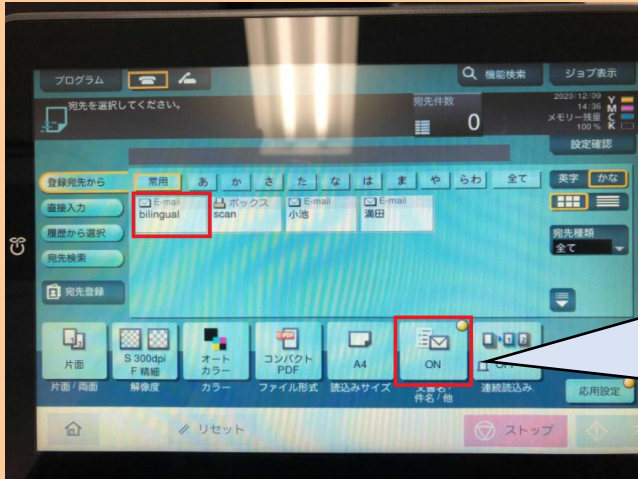 プログラム
機能検索
ジョブ表示
宛先を選択してください。
宛先件数
0
2020/12/09
14:36
メモリー残量
100 %
Y
M
C
K
設定確認
登録宛先から
常用
あ
か
さ
た
な
は
ま
や
らわ
全て
英字
かな
直接入力
E-mail
bilingual
ボックス
scan
E-mail
小池
E-mail
溝田
履歴から選択
宛先種類
全て
宛先検索
宛先登録
片面
S 300dpi
F 精細
オート
カラー
コンパクト
PDF
A4
ON
片面/両面
解像度
カラー
ファイル形式
読込みサイズ
文書名/
件名/他
連続読込み
応用設定
リセット
ストップ